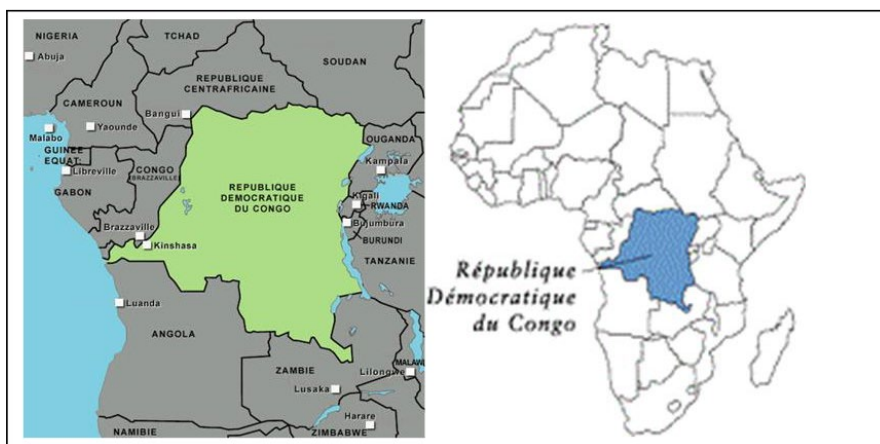 NIGERIA
TCHAD
SOUDAN
Abuja
REPUBLIQUE
CENTRAFRICAINE
CAMEROUN
Bangui
Yaounde
Malabo
GUINEE
EQUAT.
OUGANDA
Kampala
Libreville
CONGO
(BRAZZAVILLE)
GABON
REPUBLIQUE
DEMOCRATIQUE
DU CONGO
Kigali
RWANDA
Bujumbura
Brazzaville
Kinshasa
BURUNDI
TANZANIE
Luanda
ANGOLA
ZAMBIE
MALAWI
Lilongwe
Lusaka
Harare
NAMIBIE
ZIMBABWE
République
Démocratique
du Congo